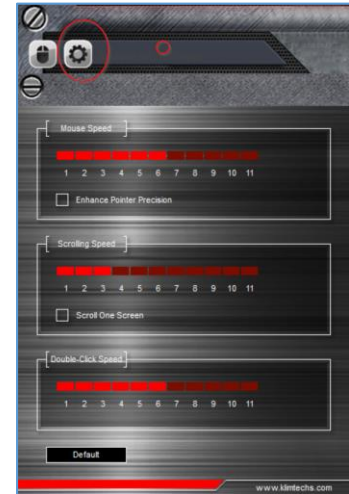 Mouse Speed
1 2 3 4 5 6 7 8 9 10 11
Enhance Pointer Precision
Scrolling Speed
1 2 3 4 5 6 7 8 9 10 11
Scroll One Screen
Double-Click Speed
1 2 3 4 5 6 7 8 9 10 11
Default
www.klimtechs.com